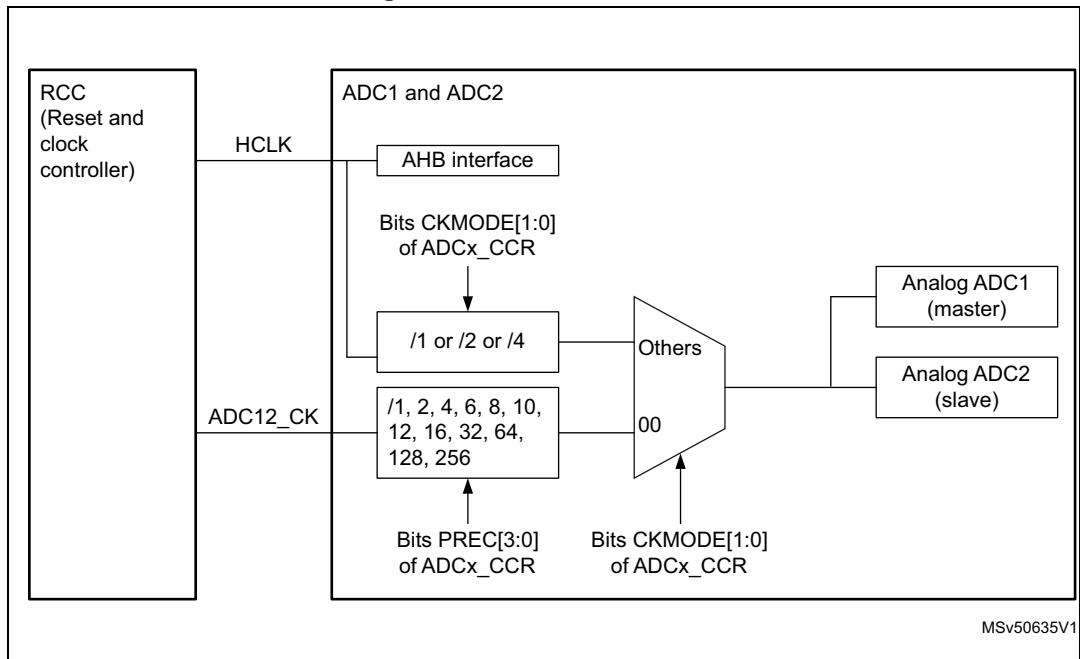 RCC
(Reset and
clock
controller)
HCLK
ADC12_CK
ADC1 and ADC2
AHB interface
Bits CKMODE[1:0]
of ADCx_CCR
/1 or /2 or /4
/1, 2, 4, 6, 8, 10,
12, 16, 32, 64,
128, 256
Bits PREC[3:0]
of ADCx_CCR
Others
00
Bits CKMODE[1:0]
of ADCx_CCR
Analog ADC1
(master)
Analog ADC2
(slave)
MSv50635V1